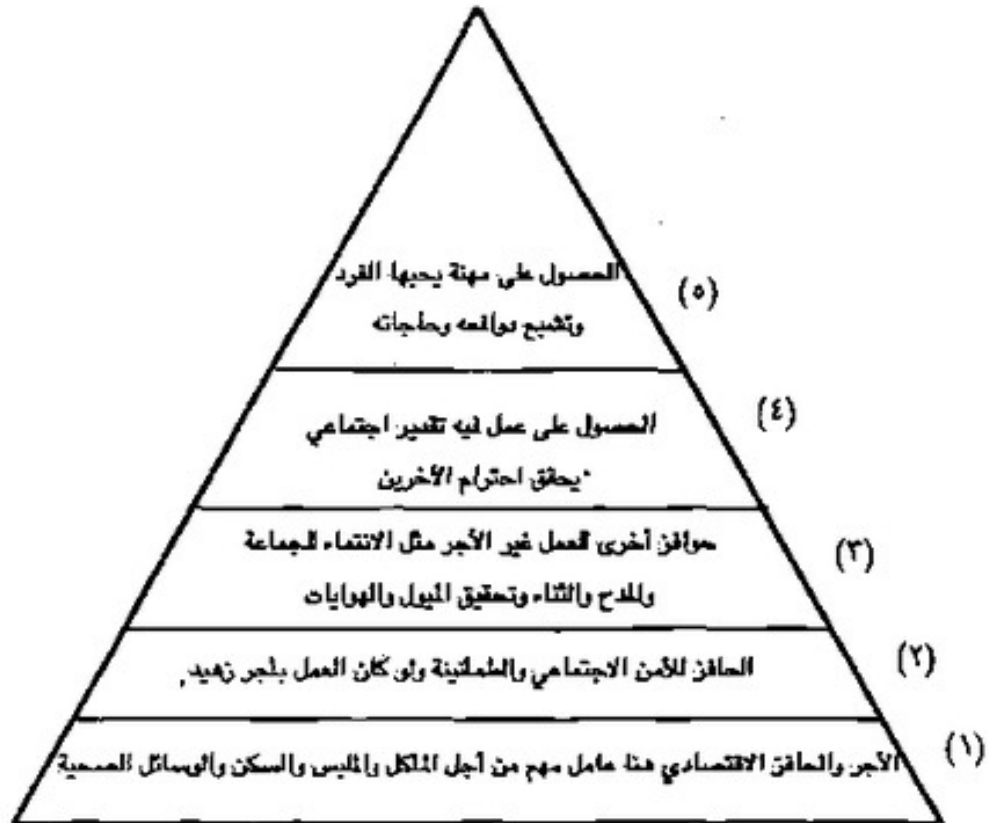 الحصول على مهنة يحبها الفرد
(٥)
وتشبع دوافعه وحاجاته
(٤)
الحصول على عمل فيه تقدير اجتماعي
يحقق احترام الأخرين
حوافز أخرى للعمل غير الأجر مثل الانتماء للجماعة
(٣)
والمدح والثناء وتحقيق الميول والهوايات
(٢)
الحافز للأمن الاجتماعي والطمأنينة ولو كان العمل بأجر زهيد
(١)
الأجر والحافز الاقتصادي هنا عامل مهم من أجل المأكل والملبس والسكن والوسائل الصحية